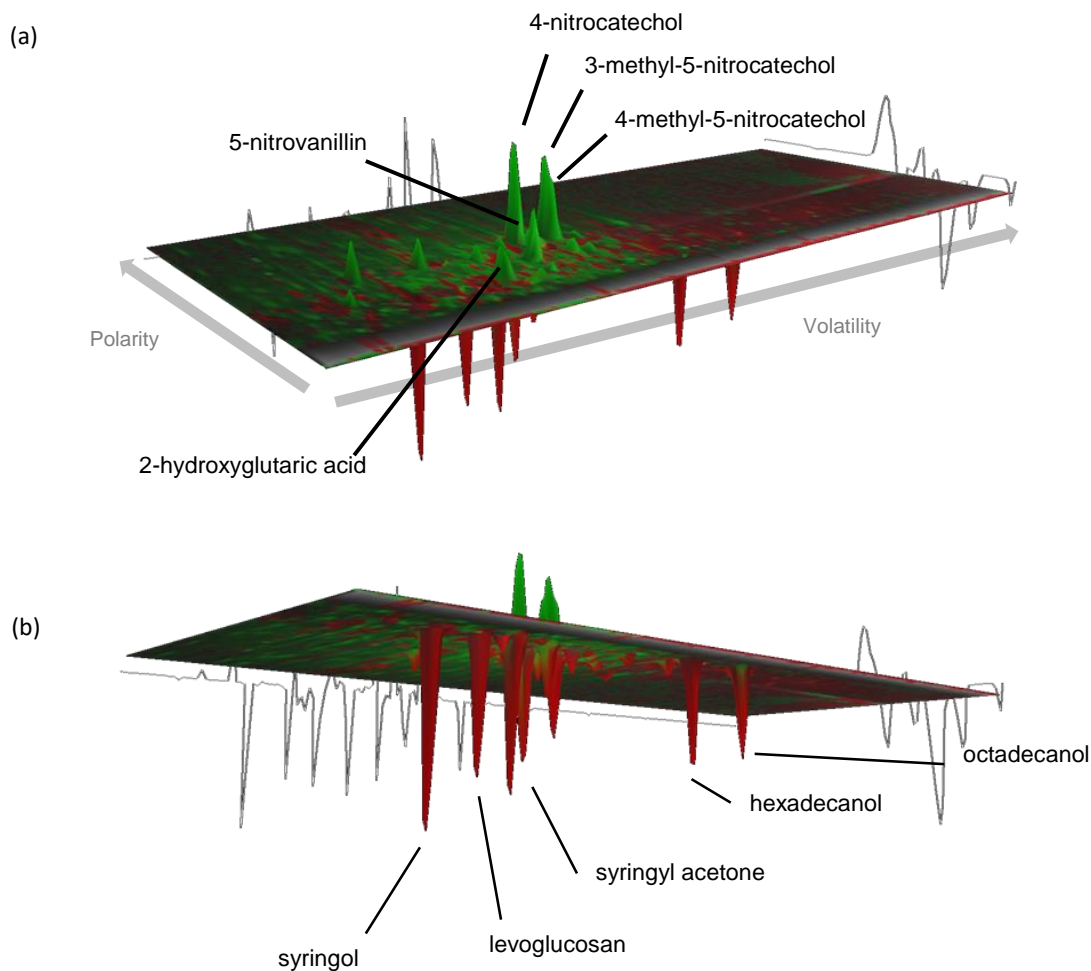 (a)
4-nitrocatechol
3-methyl-5-nitrocatechol
4-methyl-5-nitrocatechol
5-nitrovanillin
Polarity
Volatility
2-hydroxyglutaric acid
(b)
octadecanol
hexadecanol
syringyl acetone
levoglucosan
syringol